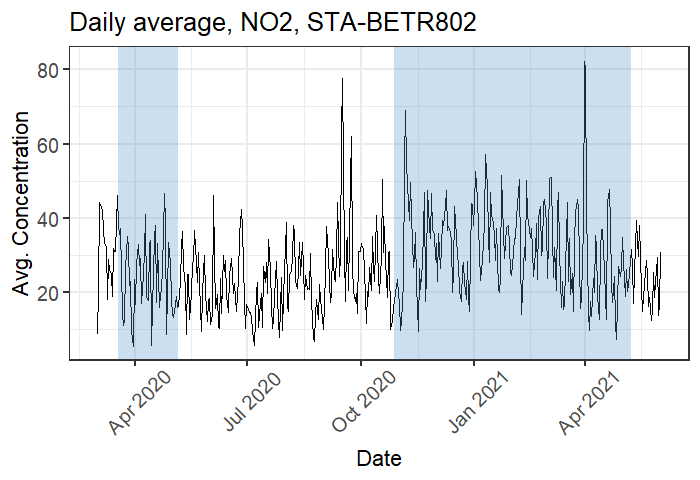 Daily average, NO2, STA-BETR802
Avg. Concentration
80
60
40
20
Apr 2020
Jul 2020
Oct 2020
Jan 2021
Apr 2021
Date